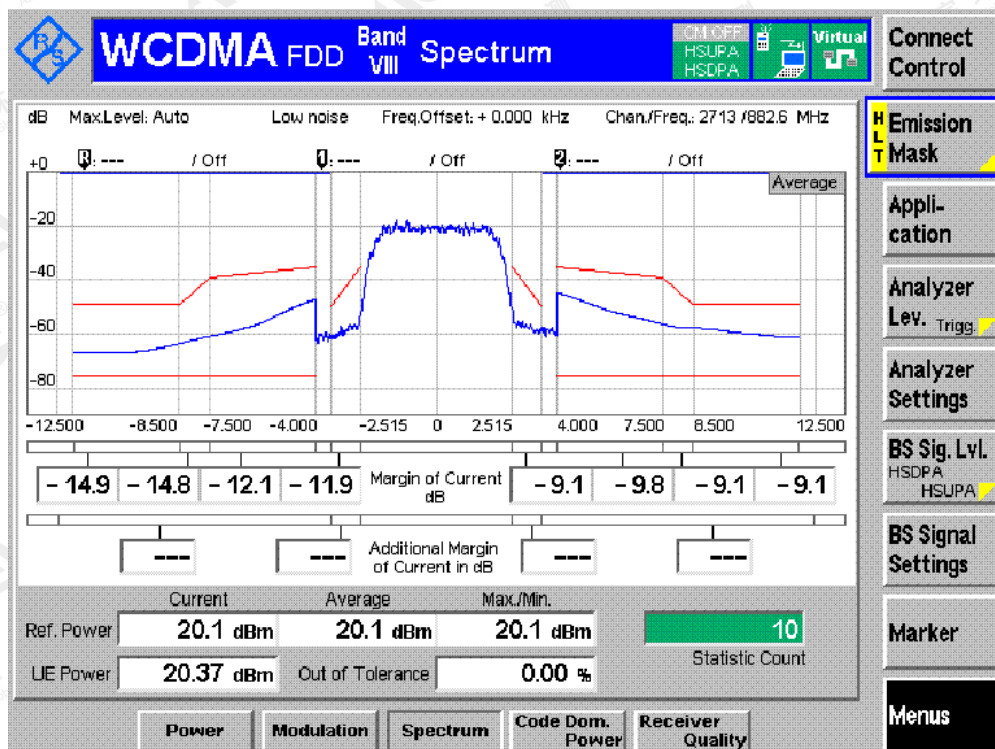 R S
WCDMA FDD Band VIII Spectrum
HSUPA
HSDPA
Virtual
Connect Control
dB Max.Level: Auto Low noise Freq.Offset: + 0.000 kHz Chan./Freq.: 2713 /882.6 MHz
H L T
Emission Mask
+0 R: --- / Off 1: --- / Off 2: --- / Off
Average
-20
-40
-60
-80
-12.500 -8.500 -7.500 -4.000 -2.515 0 2.515 4.000 7.500 8.500 12.500
Appli-
cation
Analyzer
Lev. Trigg.
Analyzer
Settings
BS Sig. Lvl.
HSDPA
HSUPA
- 14.9 - 14.8 - 12.1 - 11.9 Margin of Current dB - 9.1 - 9.8 - 9.1 - 9.1
BS Signal
Settings
--- --- Additional Margin of Current in dB --- ---
Current Average Max./Min.
Ref. Power 20.1 dBm 20.1 dBm 20.1 dBm 10
Statistic Count
UE Power 20.37 dBm Out of Tolerance 0.00 %
Marker
Menus
Power Modulation Spectrum Code Dom. Power Receiver Quality